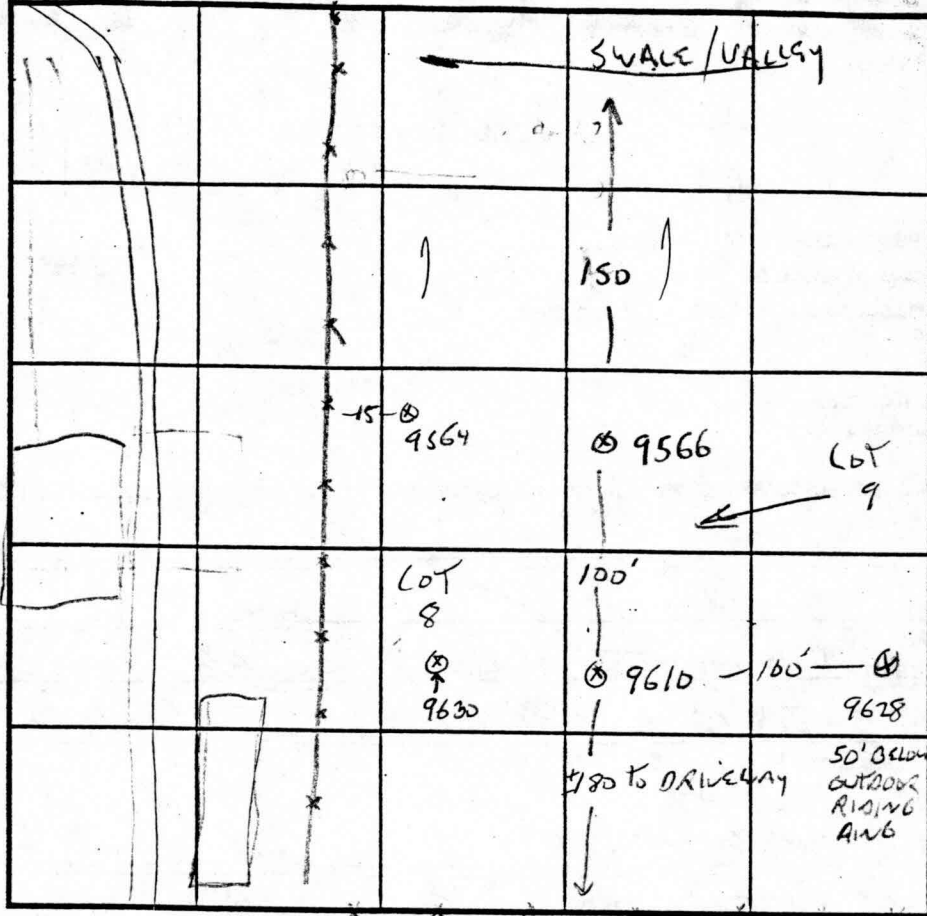 SWALE / VALLEY
150
15
9564
9566
LOT
9
LOT
8
100'
9630
9610
100'
9628
±180 to DRIVEWAY
50' BELOW
OUTDOOR
RIDING
RING